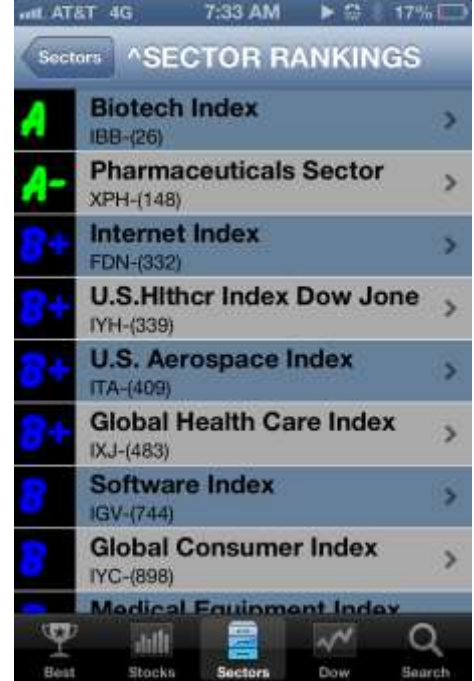 AT&T 4G 7:33 AM 17%
Sectors ^SECTOR RANKINGS
A Biotech Index
IBB-(26)
A- Pharmaceuticals Sector
XPH-(148)
B+ Internet Index
FDN-(332)
B+ U.S.Hlthcr Index Dow Jone
IYH-(339)
B+ U.S. Aerospace Index
ITA-(409)
B+ Global Health Care Index
IXJ-(483)
B Software Index
IGV-(744)
B Global Consumer Index
IYC-(898)
Medical Equipment Index
Best Stocks Sectors Dow Search